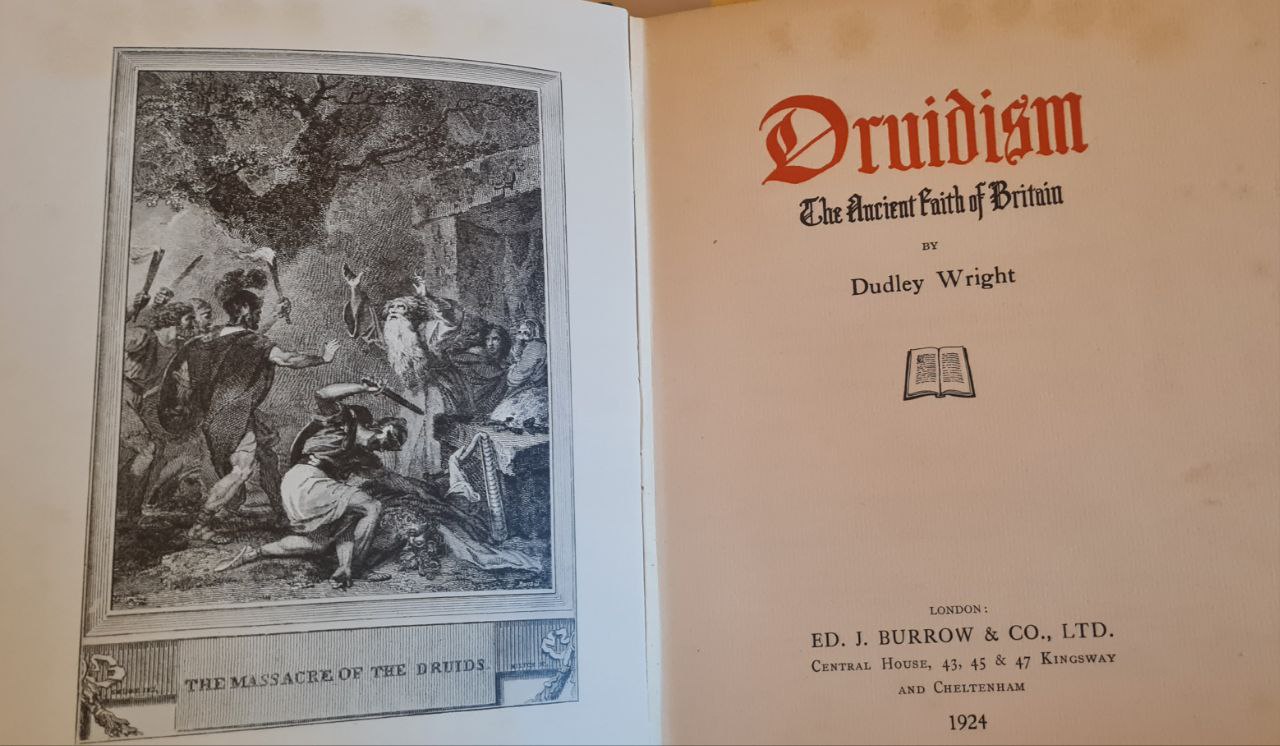 THE MASSACRE OF THE DRUIDS.
Druidism
The Ancient Faith of Britain
BY
Dudley Wright
LONDON:
ED. J. BURROW & CO., LTD.
CENTRAL HOUSE, 43, 45 & 47 KINGSWAY
AND CHELTENHAM
1924